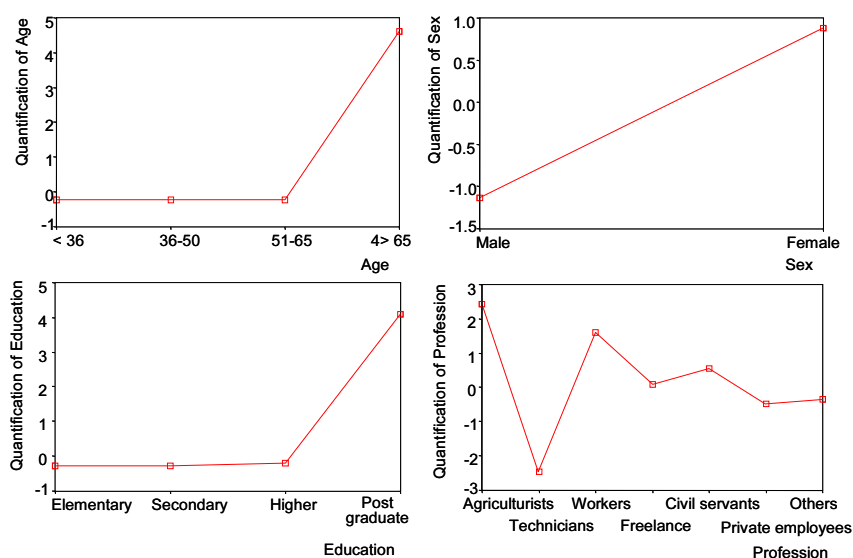 Quantification of Age
5
4
3
2
1
0
-1
< 36
36-50
51-65
4> 65
Age
Quantification of Sex
1.0
0.5
0.0
-0.5
-1.0
-1.5
Male
Female
Sex
Quantification of Education
5
4
3
2
1
0
-1
Elementary
Secondary
Higher
Post
graduate
Education
Quantification of Profession
3
2
1
0
-1
-2
-3
Agriculturists
Workers
Civil servants
Others
Technicians
Freelance
Private employees
Profession